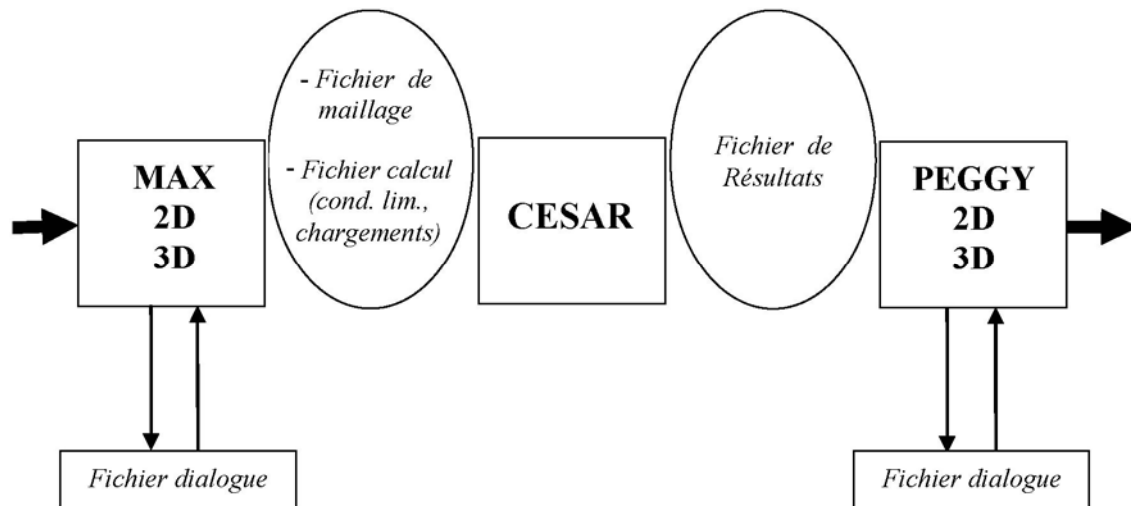 MAX
2D
3D
- Fichier de
maillage
- Fichier calcul
(cond. lim.,
chargements)
CESAR
Fichier de
Résultats
PEGGY
2D
3D
Fichier dialogue
Fichier dialogue